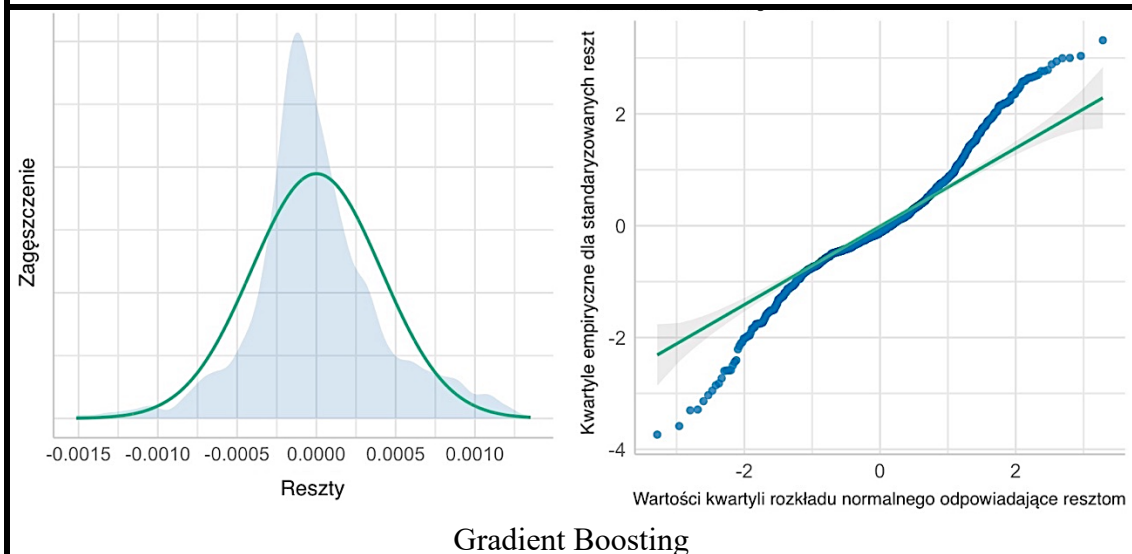 Zagęszczenie
-0.0015 -0.0010 -0.0005 0.0000 0.0005 0.0010
Reszty
Kwartyle empiryczne dla standaryzowanych reszt
2
0
-2
-4
-2 0 2
Wartości kwartyli rozkładu normalnego odpowiadające resztom
Gradient Boosting